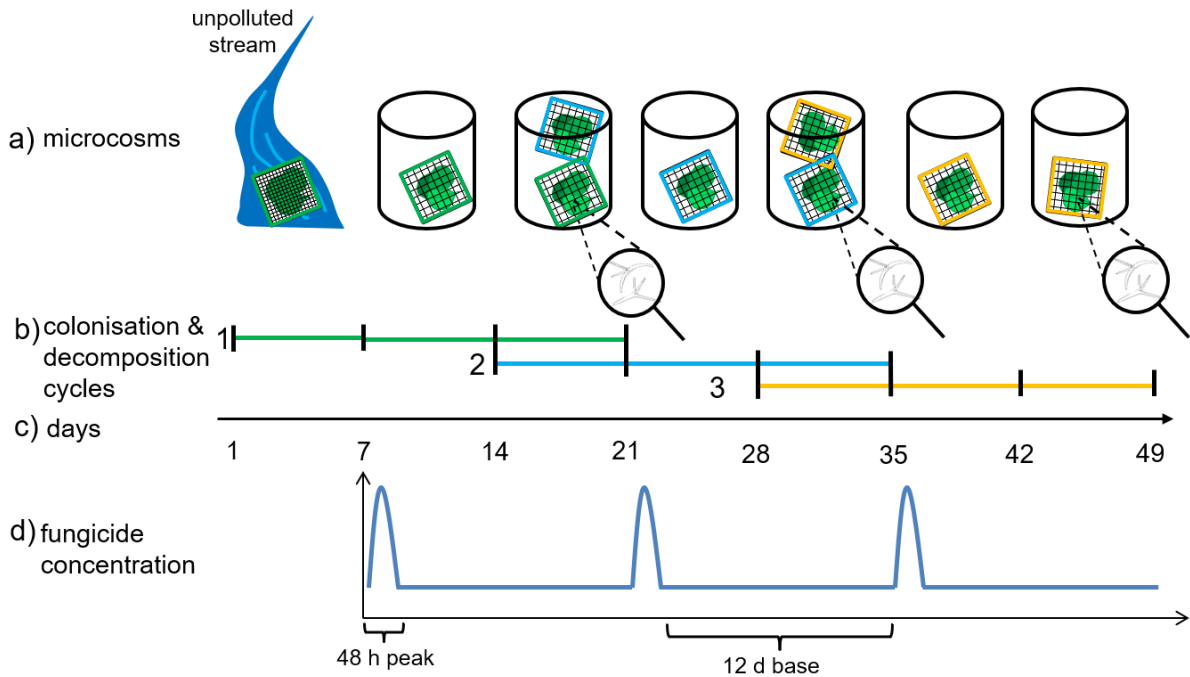 unpolluted
stream
a) microcosms
b) colonisation &
decomposition
cycles
1
2
3
c) days
1 7 14 21 28 35 42 49
d) fungicide
concentration
48 h peak
12 d base